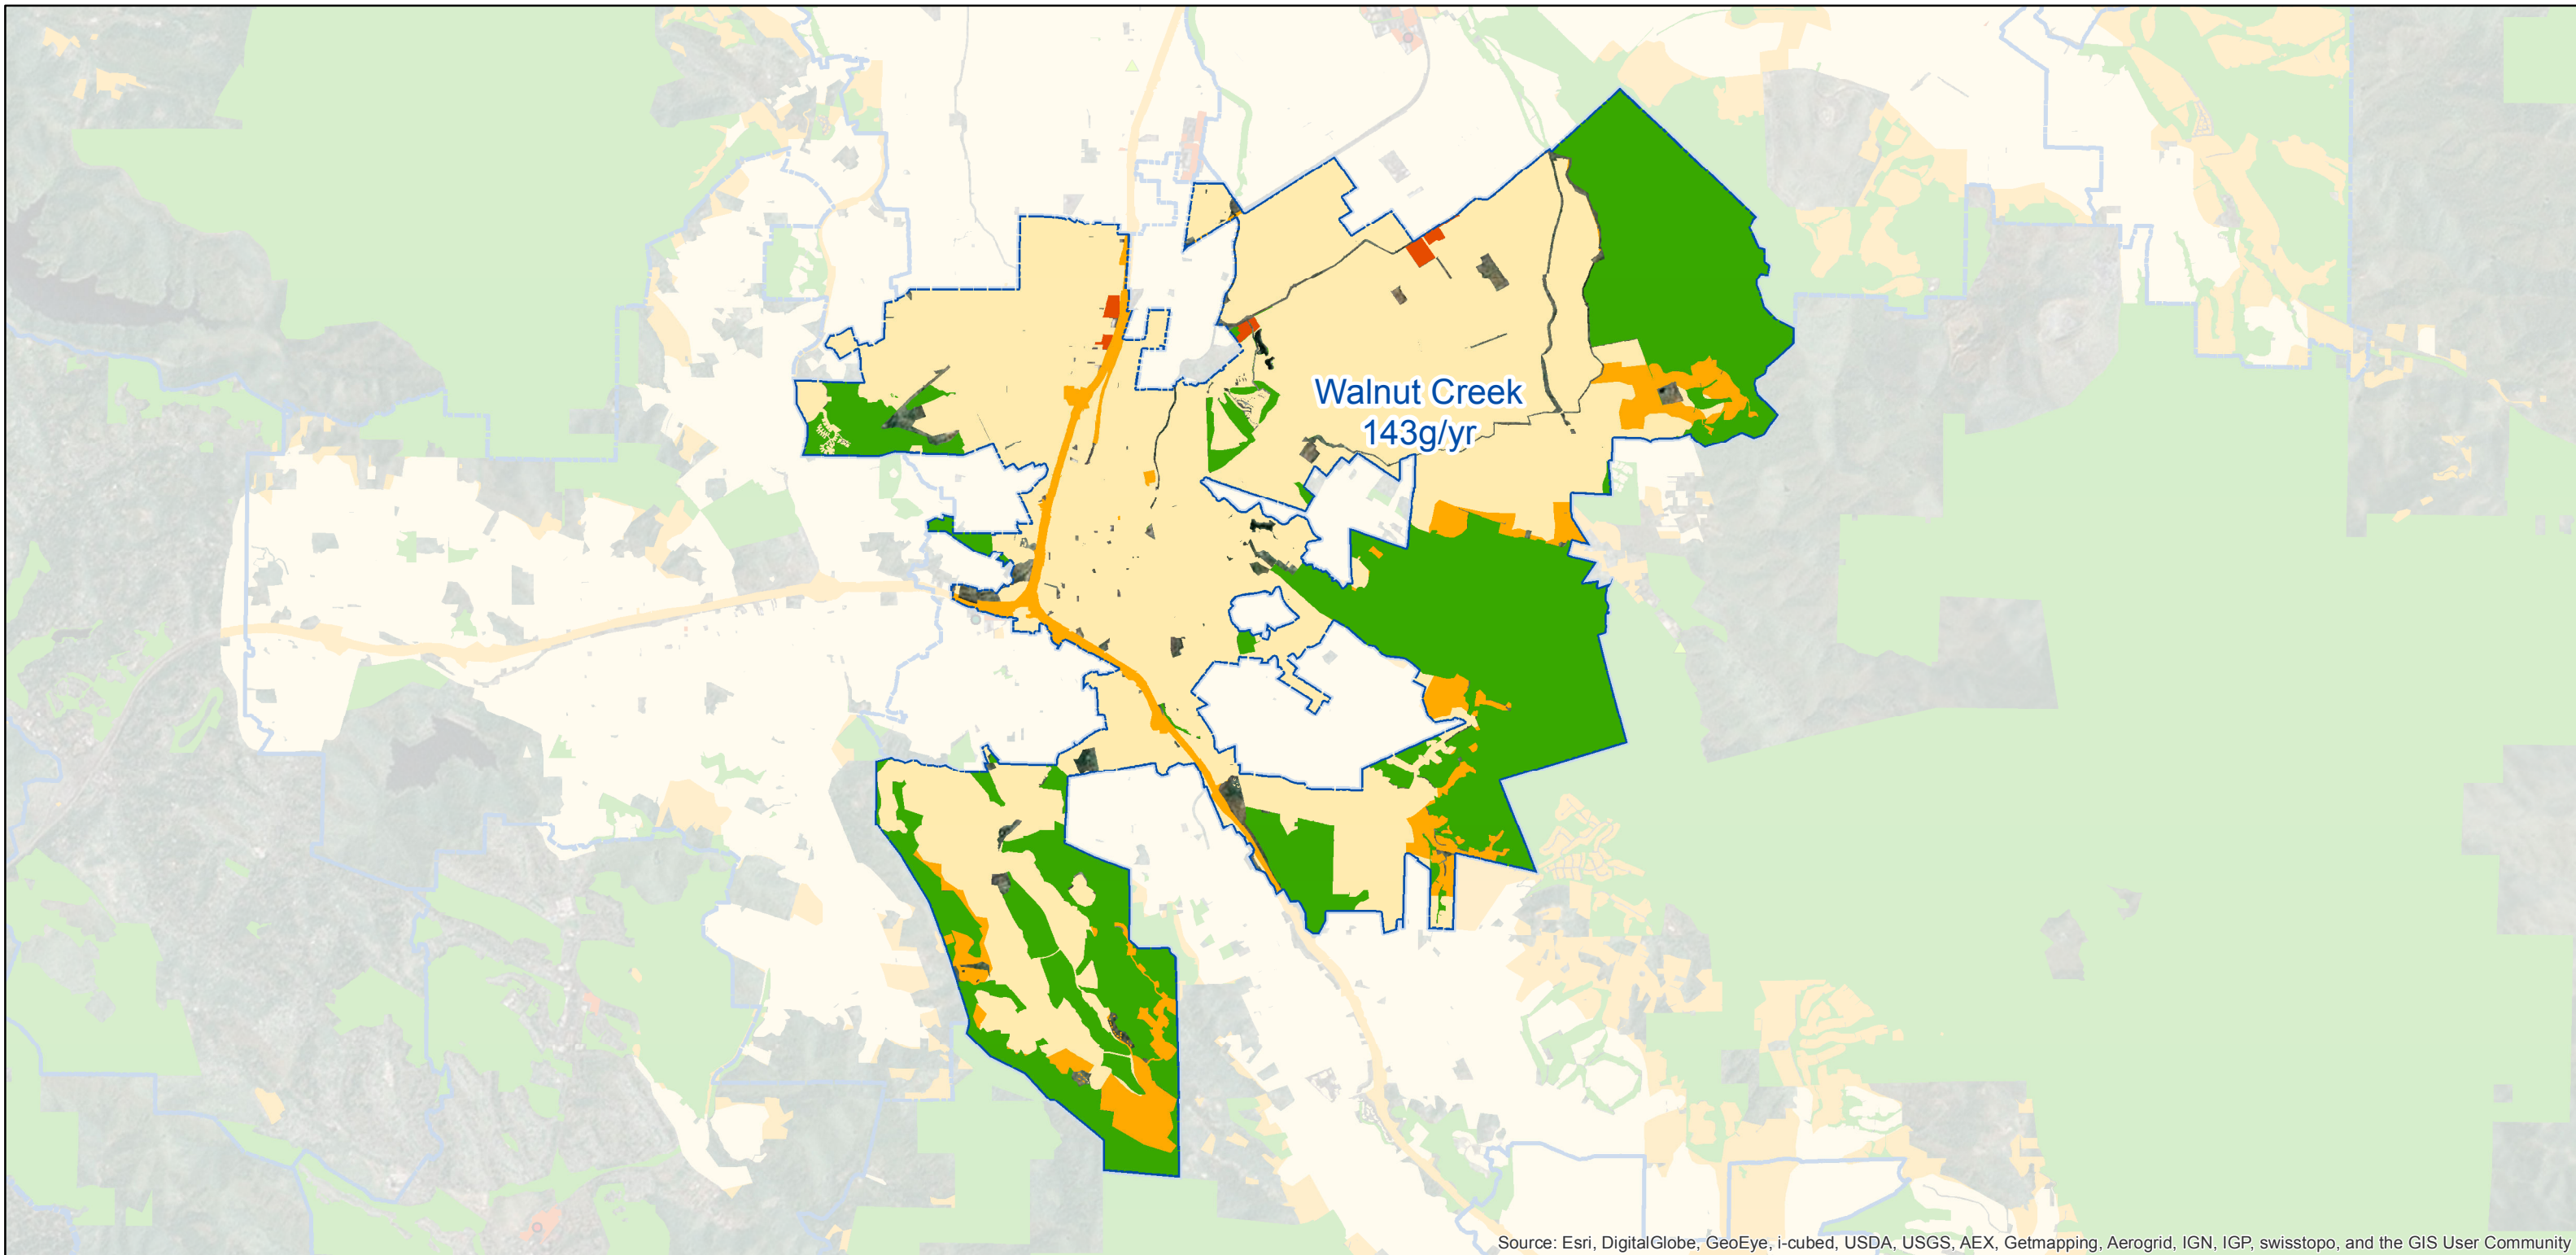 Walnut Creek
143g/yr
Source: Esri, DigitalGlobe, GeoEye, i-cubed, USDA, USGS, AEX, Getmapping, Aerogrid, IGN, IGP, swisstopo, and the GIS User Community